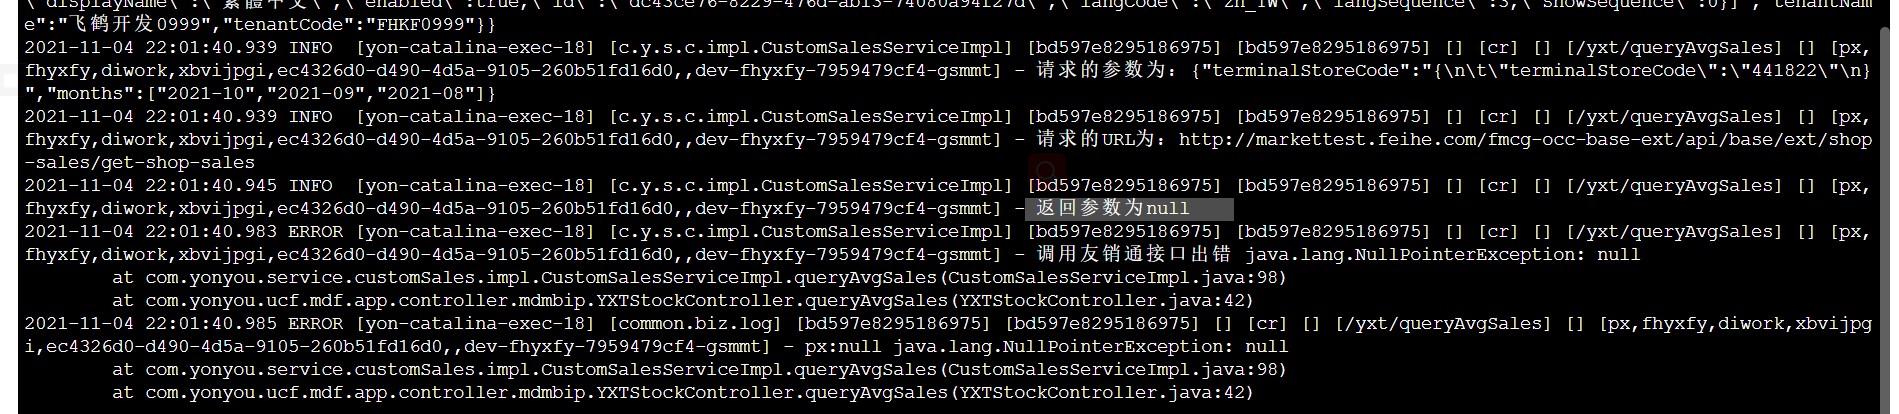 \"displayName\":\"繁體中文\",\"enabled\":true,\"id\":\"dc43ce76-8229-476d-abf3-74080a94f27d\",\"langCode\":\"zh_TW\",\"langSequence\":3,\"showSequence\":0}]","tenantNam
e":"飞鹤开发0999","tenantCode":"FHKF0999"}}
2021-11-04 22:01:40.939 INFO  [yon-catalina-exec-18] [c.y.s.c.impl.CustomSalesServiceImpl] [bd597e8295186975] [bd597e8295186975] [] [cr] [] [/yxt/queryAvgSales] [] [px,
fhyxfy,diwork,xbvijpgi,ec4326d0-d490-4d5a-9105-260b51fd16d0,,dev-fhyxfy-7959479cf4-gsmmt] – 请求的参数为：{"terminalStoreCode":"{\n\t\"terminalStoreCode\":\"441822\"\n}
","months":["2021-10","2021-09","2021-08"]}
2021-11-04 22:01:40.939 INFO  [yon-catalina-exec-18] [c.y.s.c.impl.CustomSalesServiceImpl] [bd597e8295186975] [bd597e8295186975] [] [cr] [] [/yxt/queryAvgSales] [] [px,
fhyxfy,diwork,xbvijpgi,ec4326d0-d490-4d5a-9105-260b51fd16d0,,dev-fhyxfy-7959479cf4-gsmmt] – 请求的URL为：http://markettest.feihe.com/fmcg-occ-base-ext/api/base/ext/shop
-sales/get-shop-sales
2021-11-04 22:01:40.945 INFO  [yon-catalina-exec-18] [c.y.s.c.impl.CustomSalesServiceImpl] [bd597e8295186975] [bd597e8295186975] [] [cr] [] [/yxt/queryAvgSales] [] [px,
fhyxfy,diwork,xbvijpgi,ec4326d0-d490-4d5a-9105-260b51fd16d0,,dev-fhyxfy-7959479cf4-gsmmt] – 返回参数为null
2021-11-04 22:01:40.983 ERROR [yon-catalina-exec-18] [c.y.s.c.impl.CustomSalesServiceImpl] [bd597e8295186975] [bd597e8295186975] [] [cr] [] [/yxt/queryAvgSales] [] [px,
fhyxfy,diwork,xbvijpgi,ec4326d0-d490-4d5a-9105-260b51fd16d0,,dev-fhyxfy-7959479cf4-gsmmt] – 调用友销通接口出错 java.lang.NullPointerException: null
        at com.yonyou.service.customSales.impl.CustomSalesServiceImpl.queryAvgSales(CustomSalesServiceImpl.java:98)
        at com.yonyou.ucf.mdf.app.controller.mdmbip.YXTStockController.queryAvgSales(YXTStockController.java:42)
2021-11-04 22:01:40.985 ERROR [yon-catalina-exec-18] [common.biz.log] [bd597e8295186975] [bd597e8295186975] [] [cr] [] [/yxt/queryAvgSales] [] [px,fhyxfy,diwork,xbvijpg
i,ec4326d0-d490-4d5a-9105-260b51fd16d0,,dev-fhyxfy-7959479cf4-gsmmt] – px:null java.lang.NullPointerException: null
        at com.yonyou.service.customSales.impl.CustomSalesServiceImpl.queryAvgSales(CustomSalesServiceImpl.java:98)
        at com.yonyou.ucf.mdf.app.controller.mdmbip.YXTStockController.queryAvgSales(YXTStockController.java:42)